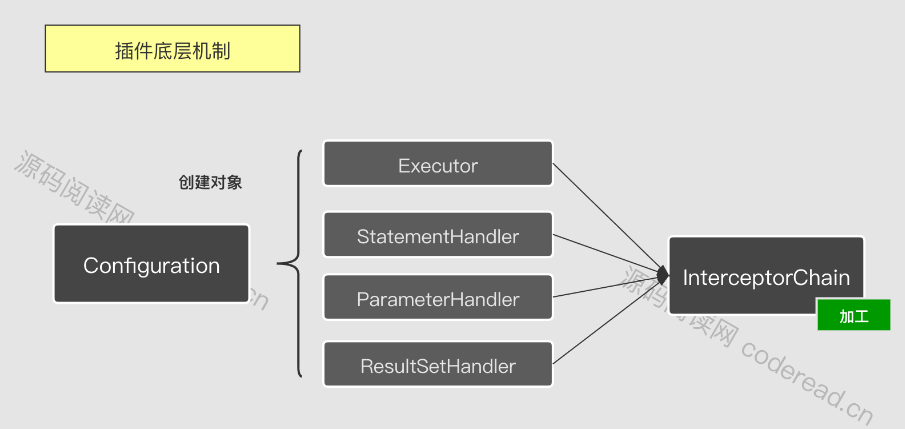 插件底层机制
创建对象
Configuration
Executor
StatementHandler
ParameterHandler
ResultSetHandler
InterceptorChain
加工
源码阅读网
cn
源码阅读网 coderead.cn